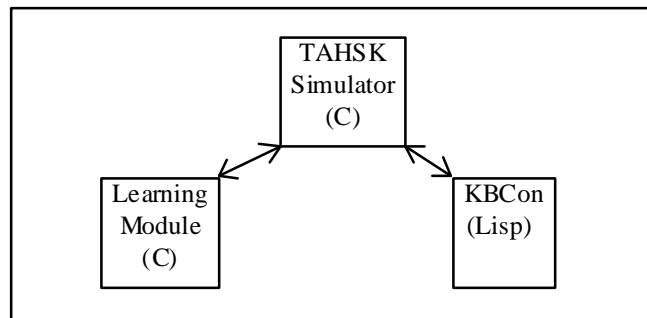 TAHSK
Simulator
(C)
Learning
Module
(C)
KBCon
(Lisp)